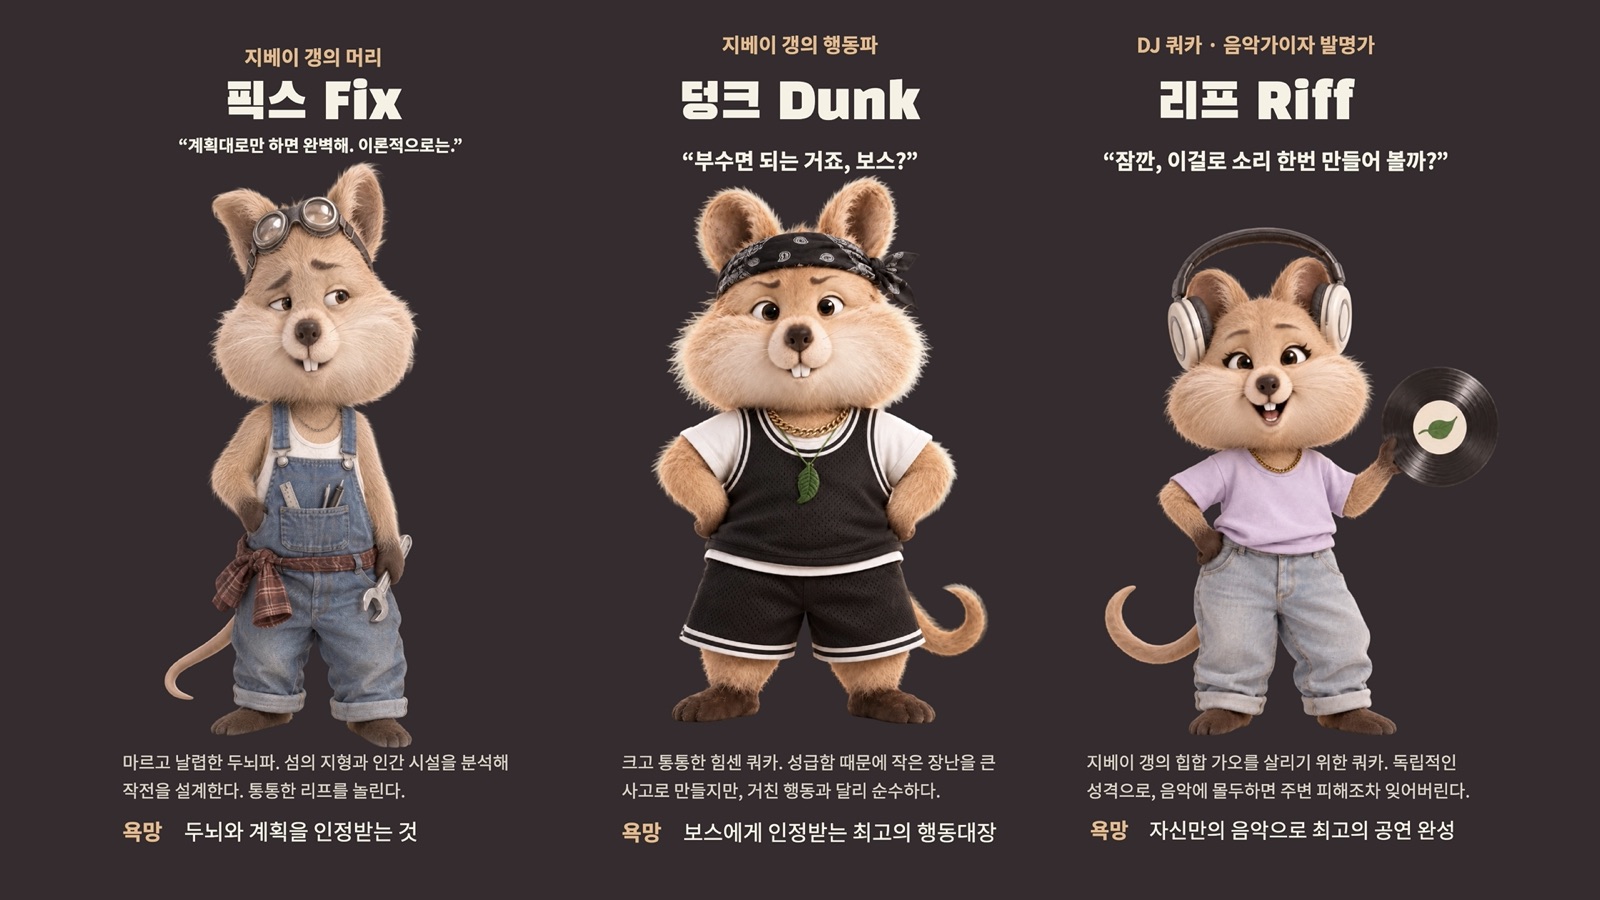 지베이 갱의 머리
픽스 Fix
“계획대로만 하면 완벽해. 이론적으로는.”
마르고 날렵한 두뇌파. 섬의 지형과 인간 시설을 분석해
작전을 설계한다. 통통한 리프를 놀린다.
욕망 두뇌와 계획을 인정받는 것
지베이 갱의 행동파
덩크 Dunk
“부수면 되는 거죠, 보스?”
크고 통통한 힘센 쿼카. 성급함 때문에 작은 장난을 큰
사고로 만들지만, 거친 행동과 달리 순수하다.
욕망 보스에게 인정받는 최고의 행동대장
DJ 쿼카 · 음악가이자 발명가
리프 Riff
“잠깐, 이걸로 소리 한번 만들어 볼까?”
지베이 갱의 힙합 가오를 살리기 위한 쿼카. 독립적인
성격으로, 음악에 몰두하면 주변 피해조차 잊어버린다.
욕망 자신만의 음악으로 최고의 공연 완성